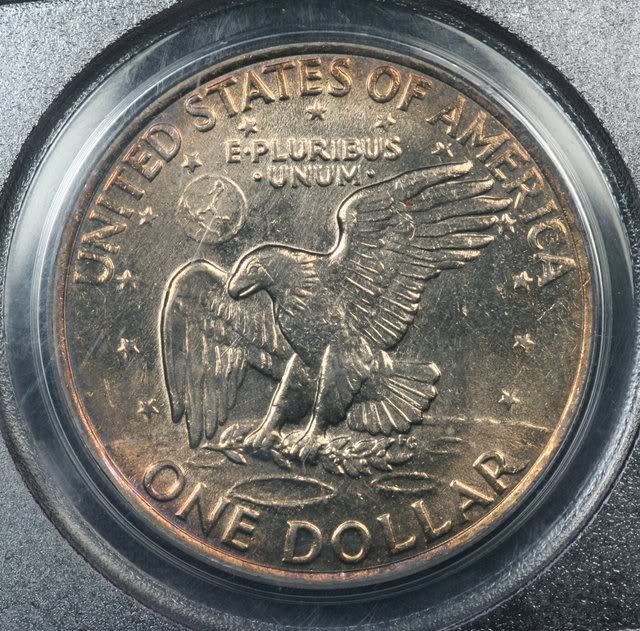 UNITED STATES OF AMERICA
E·PLURIBUS
·UNUM·
ONE DOLLAR